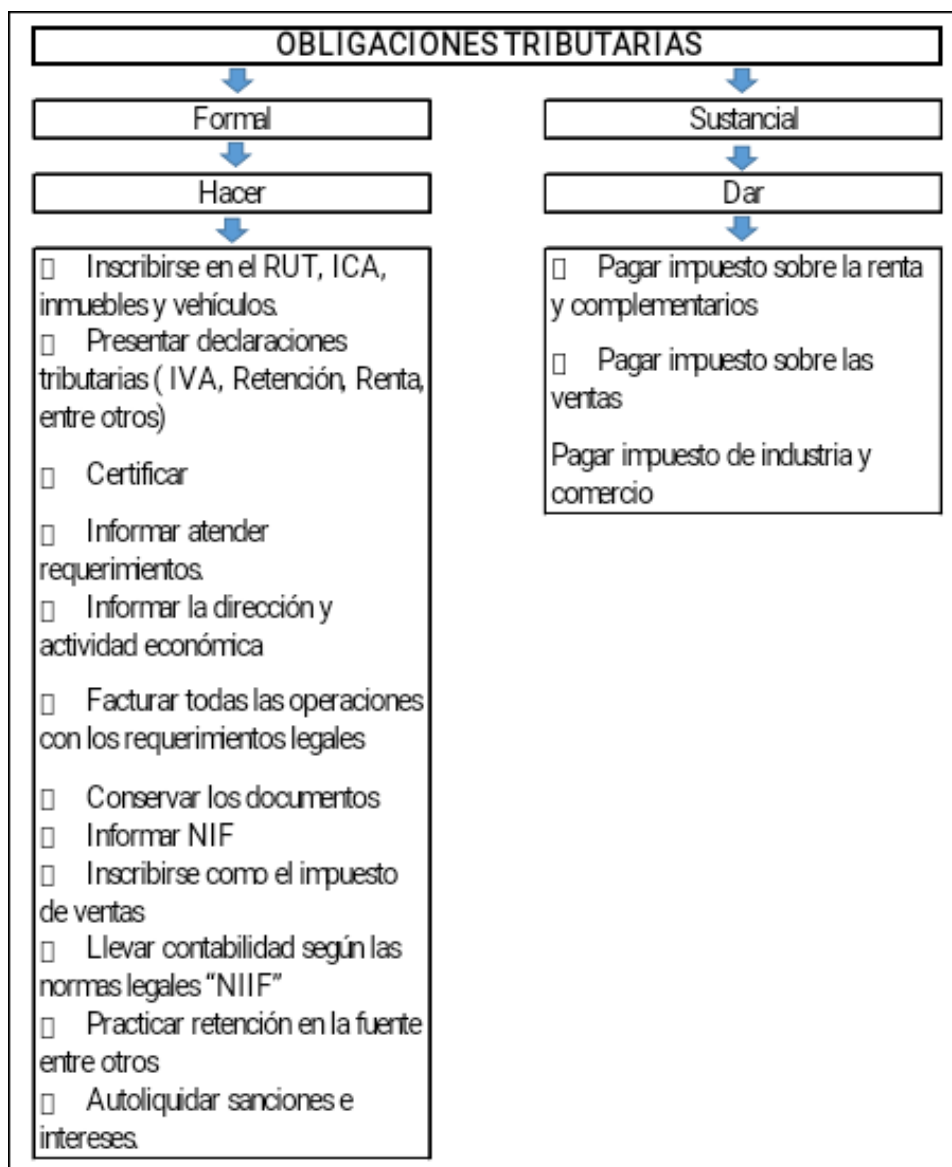 OBLIGACIONES TRIBUTARIAS
Formal
Hacer
Inscribirse en el RUT, ICA,
inmuebles y vehículos.
Presentar declaraciones
tributarias ( IVA, Retención, Renta,
entre otros)
Certificar
Informar atender
requerimientos.
Informar la dirección y
actividad económica
Facturar todas las operaciones
con los requerimientos legales
Conservar los documentos
Informar NIF
Inscribirse como el impuesto
de ventas
Llevar contabilidad según las
normas legales “NIIF”
Practicar retención en la fuente
entre otros
Autoliquidar sanciones e
intereses.
Sustancial
Dar
Pagar impuesto sobre la renta
y complementarios
Pagar impuesto sobre las
ventas
Pagar impuesto de industria y
comercio